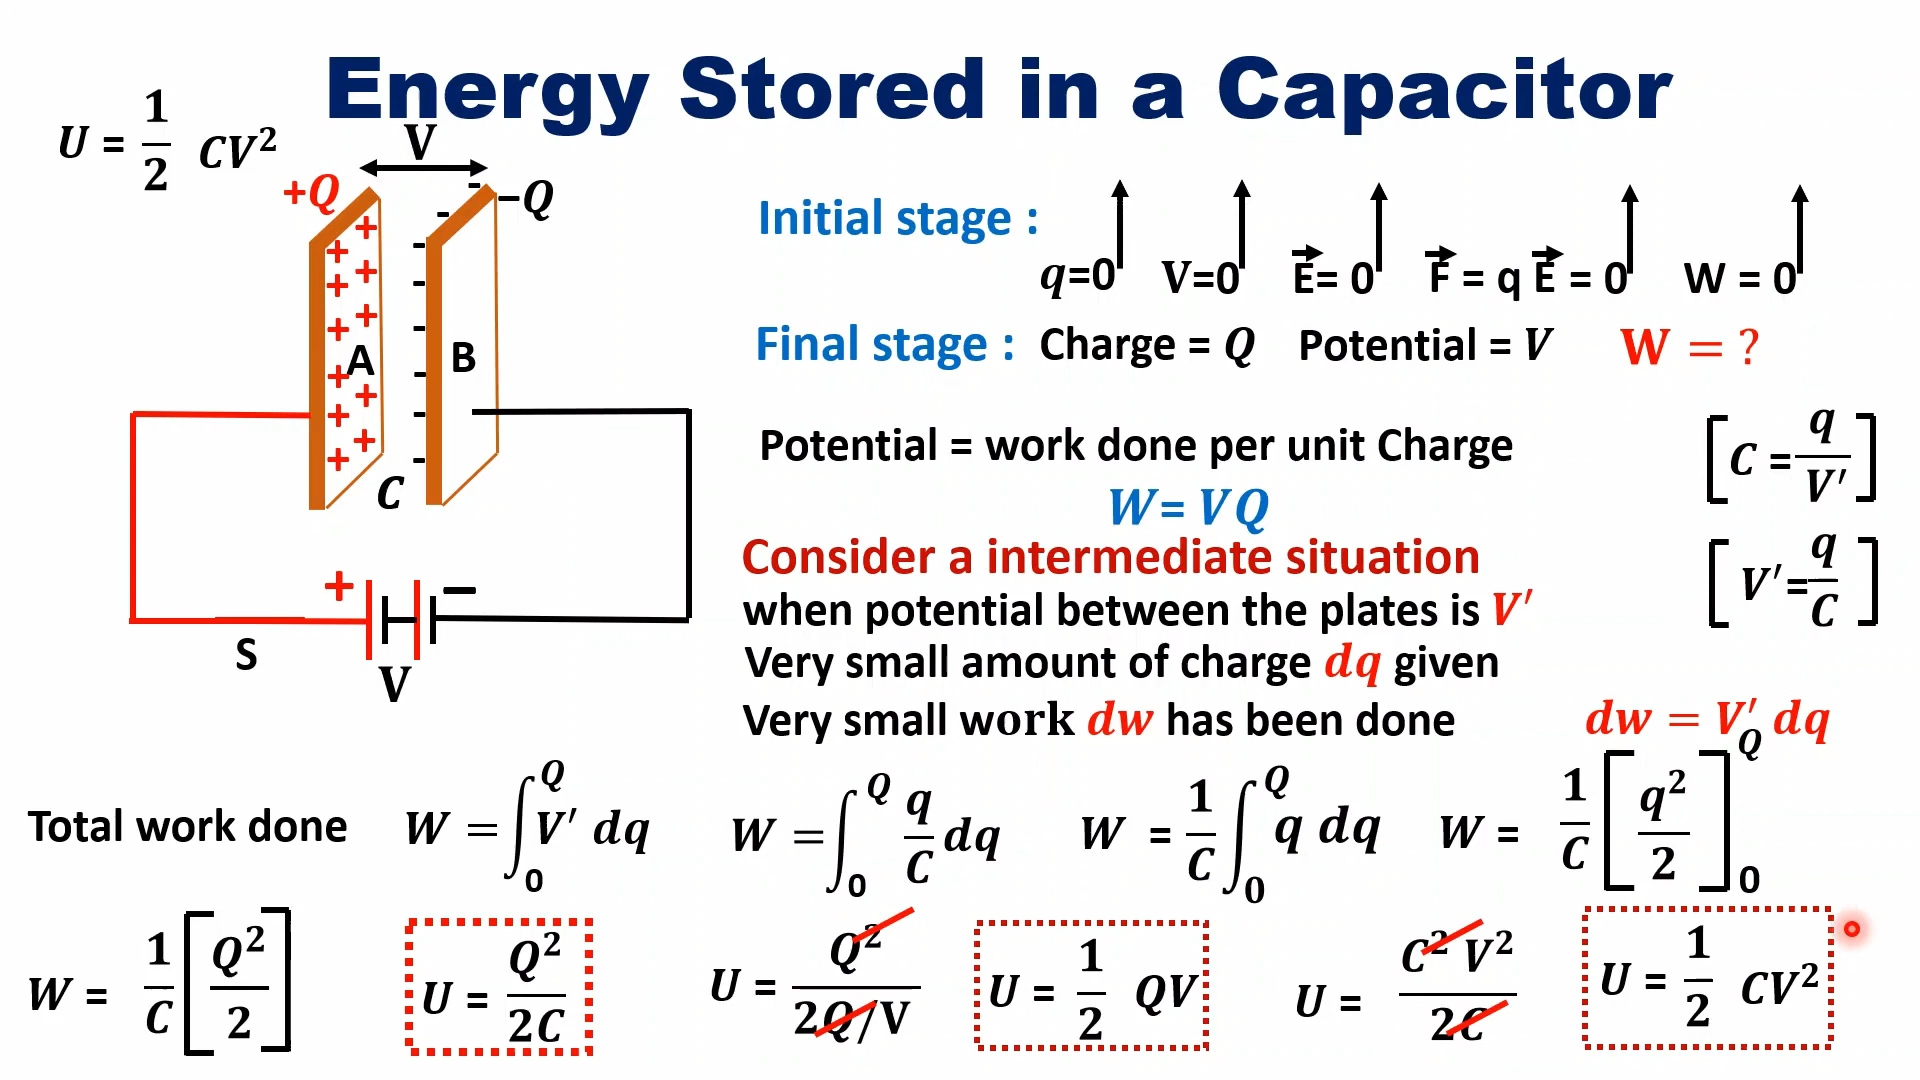 Energy Stored in a Capacitor
U = 1/2 CV²
V
+Q
−Q
A
B
C
+
−
S
V
Initial stage :
q=0 V=0 E⃗= 0 F⃗ = q E⃗ = 0 W = 0
Final stage : Charge = Q Potential = V W = ?
Potential = work done per unit Charge
W= VQ
[C = q/V′]
[V′= q/C]
Consider a intermediate situation
when potential between the plates is V′
Very small amount of charge dq given
Very small work dw has been done dw = V′ dq
Total work done W = ∫₀^Q V′ dq W = ∫₀^Q q/C dq W = 1/C ∫₀^Q q dq W = 1/C [q²/2]₀^Q
W = 1/C [Q²/2] U = Q²/2C U = Q²/2Q/V U = 1/2 QV U = C² V²/2C U = 1/2 CV²